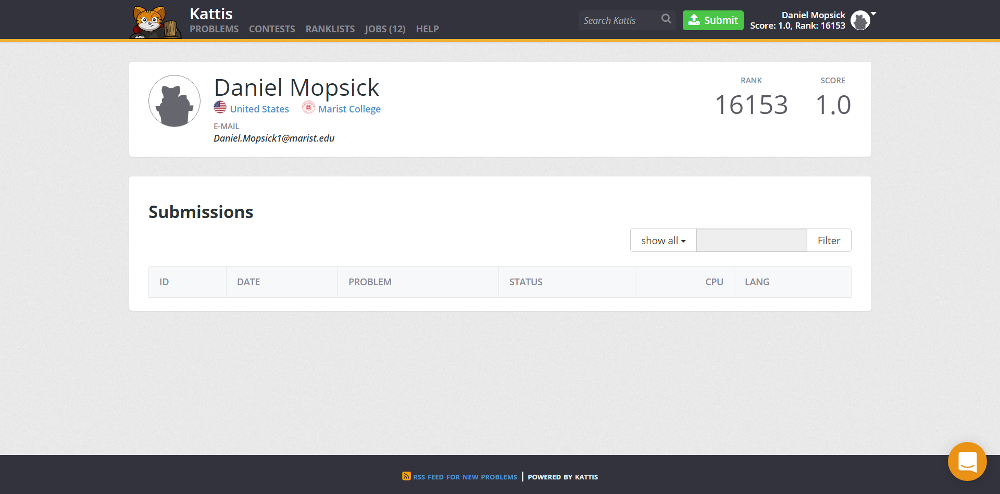 Kattis
PROBLEMS CONTESTS RANKLISTS JOBS (12) HELP
Search Kattis
Submit
Daniel Mopsick
Score: 1.0, Rank: 16153
Daniel Mopsick
United States Marist College
E-MAIL
Daniel.Mopsick1@marist.edu
RANK SCORE
16153 1.0
Submissions
show all Filter
ID DATE PROBLEM STATUS CPU LANG
RSS FEED FOR NEW PROBLEMS | POWERED BY KATTIS